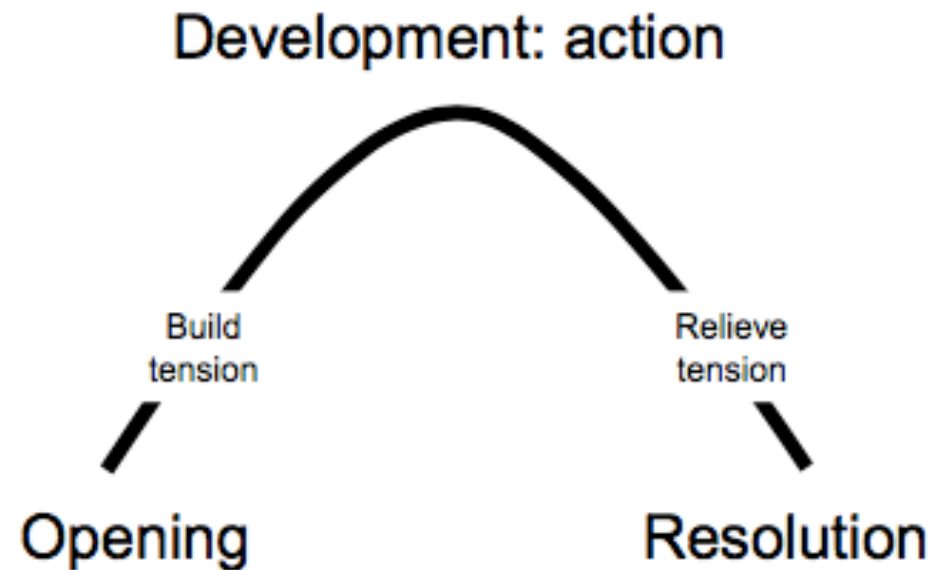 Development: action
Build
tension
Relieve
tension
Opening
Resolution